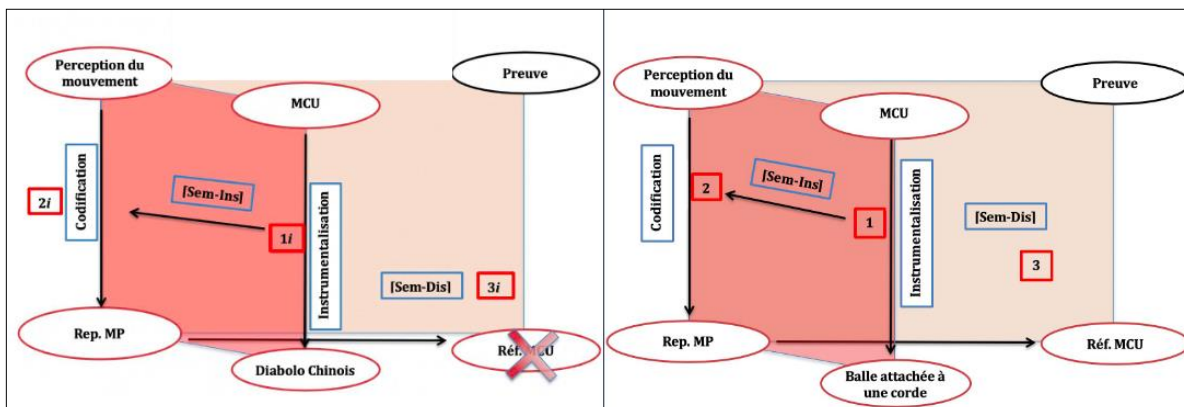 Perception du
mouvement
Preuve
MCU
Codification
[Sem-Ins]
2i
1i
Instrumentalisation
[Sem-Dis]
3i
Rep. MP
Réf. MCU
Diabolo Chinois
Perception du
mouvement
Preuve
MCU
Codification
[Sem-Ins]
2
1
Instrumentalisation
[Sem-Dis]
3
Rep. MP
Réf. MCU
Balle attachée à
une corde